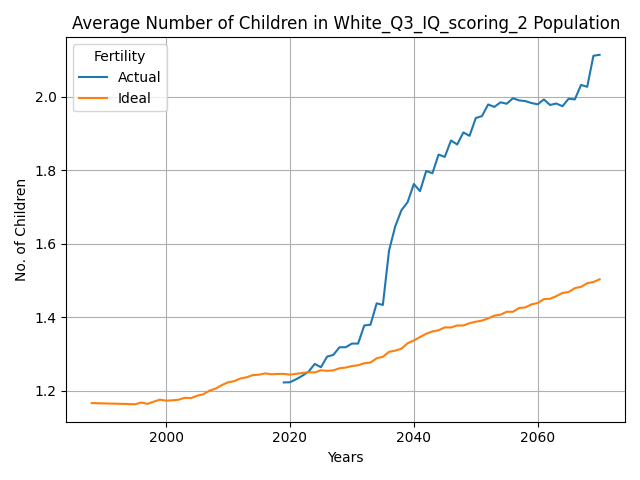 Average Number of Children in White_Q3_IQ_scoring_2 Population
Fertility
Actual
Ideal
No. of Children
2.0
1.8
1.6
1.4
1.2
2000
2020
2040
2060
Years